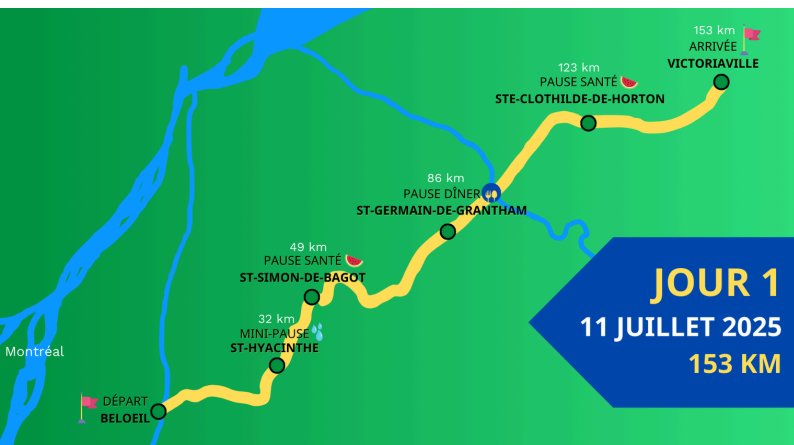 153 km
ARRIVÉE
VICTORIAVILLE
123 km
PAUSE SANTÉ
STE-CLOTHILDE-DE-HORTON
86 km
PAUSE DÎNER
ST-GERMAIN-DE-GRANTHAM
49 km
PAUSE SANTÉ
ST-SIMON-DE-BAGOT
32 km
MINI-PAUSE
ST-HYACINTHE
Montréal
DÉPART
BELOEIL
JOUR 1
11 JUILLET 2025
153 KM